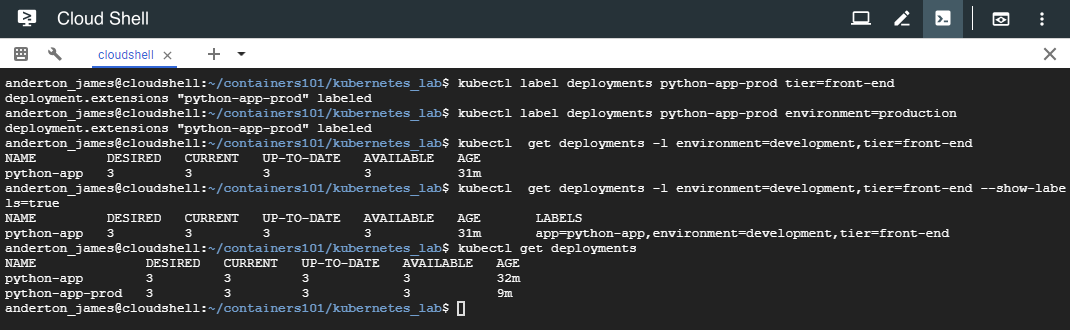 Cloud Shell
cloudshell
anderton_james@cloudshell:~/containers101/kubernetes_lab$ kubectl label deployments python-app-prod tier=front-end
deployment.extensions "python-app-prod" labeled
anderton_james@cloudshell:~/containers101/kubernetes_lab$ kubectl label deployments python-app-prod environment=production
deployment.extensions "python-app-prod" labeled
anderton_james@cloudshell:~/containers101/kubernetes_lab$ kubectl  get deployments -l environment=development,tier=front-end
NAME         DESIRED   CURRENT   UP-TO-DATE   AVAILABLE   AGE
python-app   3         3         3            3           31m
anderton_james@cloudshell:~/containers101/kubernetes_lab$ kubectl  get deployments -l environment=development,tier=front-end --show-labe
ls=true
NAME         DESIRED   CURRENT   UP-TO-DATE   AVAILABLE   AGE       LABELS
python-app   3         3         3            3           31m       app=python-app,environment=development,tier=front-end
anderton_james@cloudshell:~/containers101/kubernetes_lab$ kubectl get deployments
NAME              DESIRED   CURRENT   UP-TO-DATE   AVAILABLE   AGE
python-app        3         3         3            3           32m
python-app-prod   3         3         3            3           9m
anderton_james@cloudshell:~/containers101/kubernetes_lab$